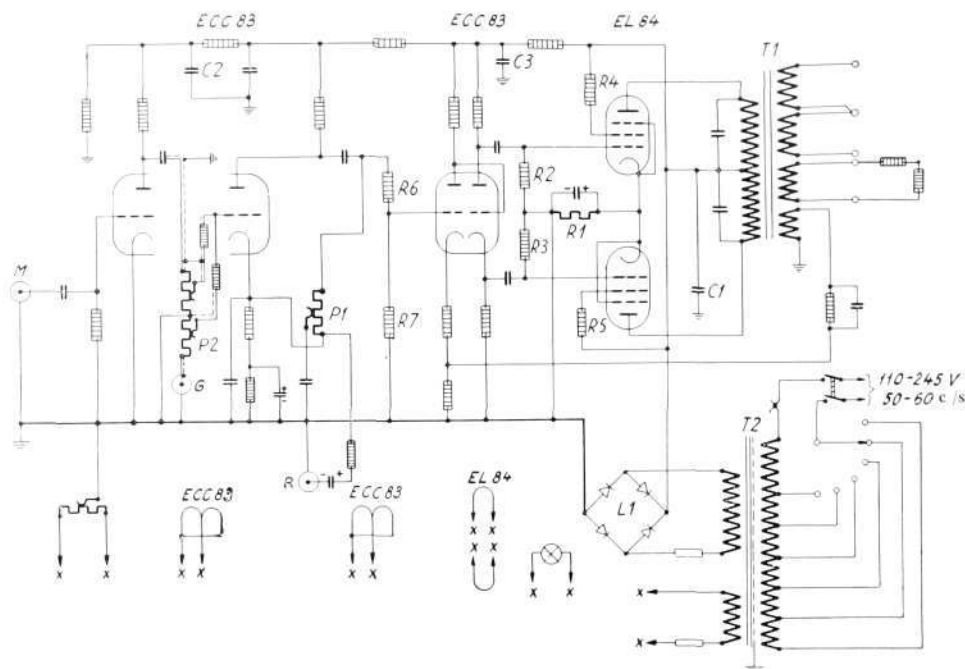 ECC 83
ECC 83
EL 84
T1
C2
C3
R4
R6
R2
R1
R3
M
P2
P1
R7
R5
C1
G
110-245 V
50-60 c/s
T2
R
ECC 83
ECC 83
EL 84
L1
x x
x x
x x
x x
x x
x x
x
x